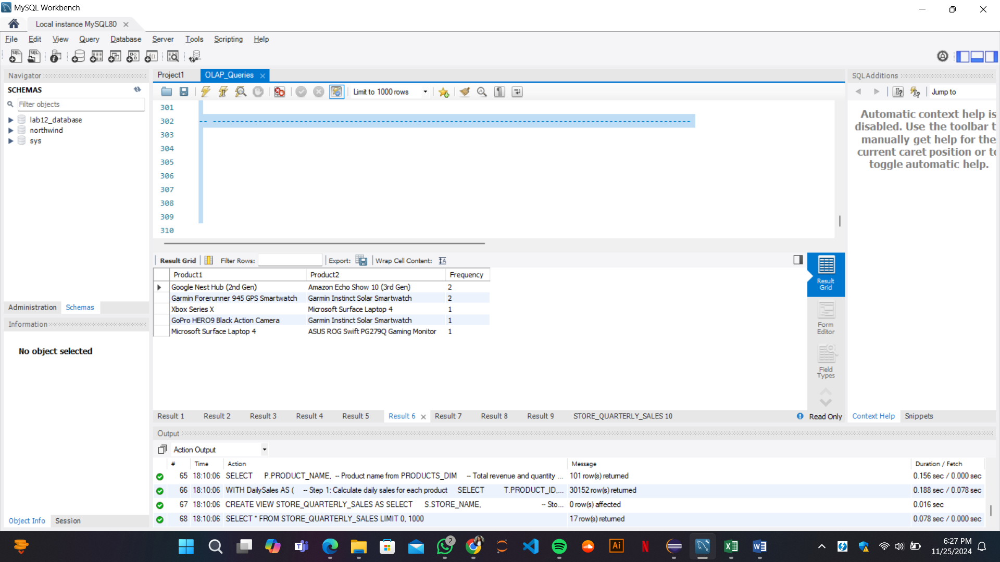 MySQL Workbench
Local instance MySQL80
File Edit View Query Database Server Tools Scripting Help
Navigator
SCHEMAS
Filter objects
lab12_database
northwind
sys
Administration Schemas
Information
No object selected
Object Info Session
Project1 OLAP_Queries
Limit to 1000 rows
301
302 -- --------------------------------------------------------------------------------------------
303
304
305
306
307
308
309
310
Result Grid Filter Rows: Export: Wrap Cell Content:
Product1 Product2 Frequency
Google Nest Hub (2nd Gen) Amazon Echo Show 10 (3rd Gen) 2
Garmin Forerunner 945 GPS Smartwatch Garmin Instinct Solar Smartwatch 2
Xbox Series X Microsoft Surface Laptop 4 1
GoPro HERO9 Black Action Camera Garmin Instinct Solar Smartwatch 1
Microsoft Surface Laptop 4 ASUS ROG Swift PG279Q Gaming Monitor 1
Result Grid
Form Editor
Field Types
Result 1 Result 2 Result 3 Result 4 Result 5 Result 6 Result 7 Result 8 Result 9 STORE_QUARTERLY_SALES 10 Read Only
SQLAdditions
Jump to
Automatic context help is
disabled. Use the toolbar t
manually get help for the
current caret position or to
toggle automatic help.
Context Help Snippets
Output
Action Output
# Time Action Message Duration / Fetch
65 18:10:06 SELECT P.PRODUCT_NAME, -- Product name from PRODUCTS_DIM -- Total revenue and quantity ... 101 row(s) returned 0.156 sec / 0.000 sec
66 18:10:06 WITH DailySales AS ( -- Step 1: Calculate daily sales for each product SELECT T.PRODUCT_ID,... 30152 row(s) returned 0.188 sec / 0.078 sec
67 18:10:06 CREATE VIEW STORE_QUARTERLY_SALES AS SELECT S.STORE_NAME, -- Sto... 0 row(s) affected 0.016 sec
68 18:10:06 SELECT * FROM STORE_QUARTERLY_SALES LIMIT 0, 1000 17 row(s) returned 0.078 sec / 0.000 sec
2
Ai
6:27 PM
11/25/2024